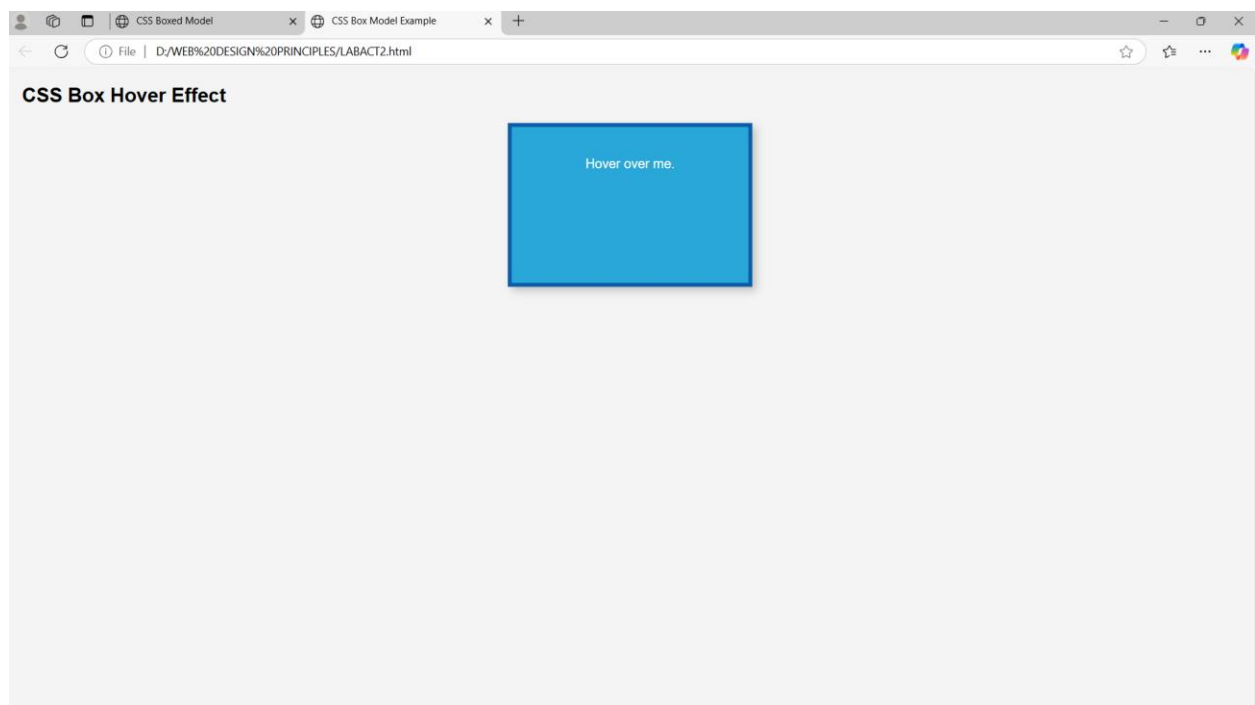 CSS Boxed Model
CSS Box Model Example
File
D:/WEB%20DESIGN%20PRINCIPLES/LABACT2.html
CSS Box Hover Effect
Hover over me.